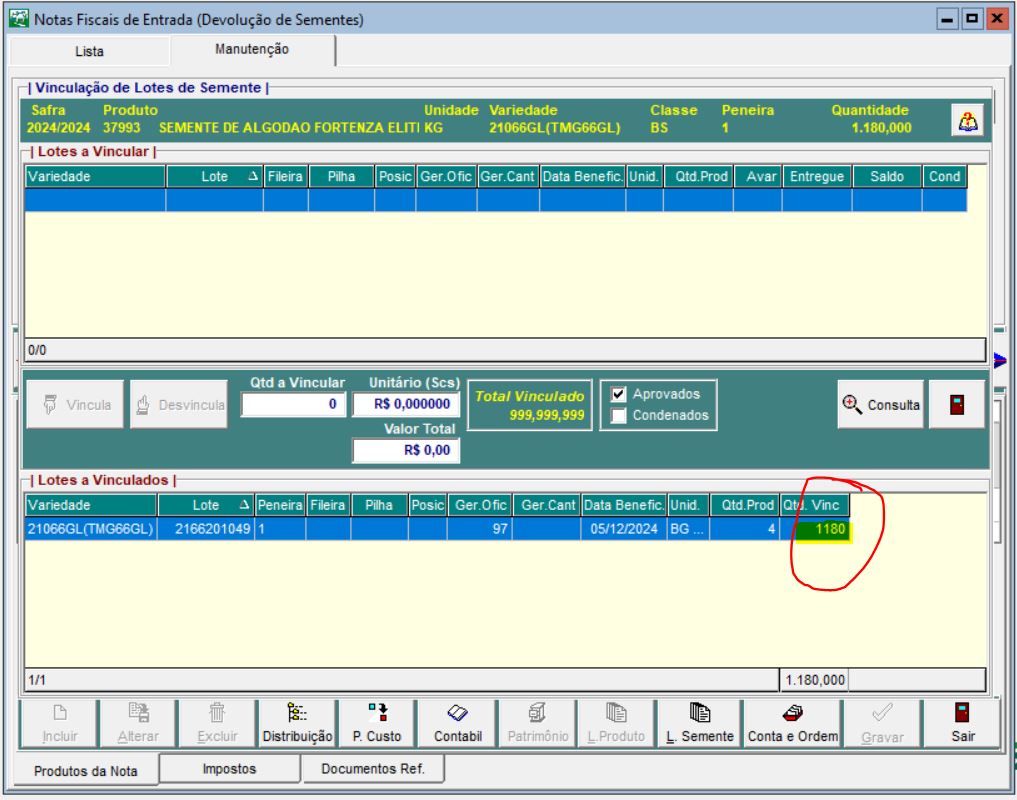 Notas Fiscais de Entrada (Devolução de Sementes)
Lista Manutenção
| Vinculação de Lotes de Semente |
Safra Produto Unidade Variedade Classe Peneira Quantidade
2024/2024 37993 SEMENTE DE ALGODAO FORTENZA ELITI KG 21066GL(TMG66GL) BS 1 1.180,000
| Lotes a Vincular |
Variedade Lote Fileira Pilha Posic Ger.Ofic Ger.Cant Data Benefic. Unid. Qtd.Prod Avar Entregue Saldo Cond
0/0
Vincula Desvincula
Qtd a Vincular Unitário (Scs)
0 R$ 0,000000
Valor Total
R$ 0,00
Total Vinculado
999,999,999
Aprovados
Condenados
Consulta
| Lotes a Vinculados |
Variedade Lote Peneira Fileira Pilha Posic Ger.Ofic Ger.Cant Data Benefic. Unid. Qtd.Prod Qtd. Vinc
21066GL(TMG66GL) 2166201049 1 97 05/12/2024 BG ... 4 1180
1/1 1.180,000
Incluir Alterar Excluir Distribuição P. Custo Contabil Patrimônio L.Produto L. Semente Conta e Ordem Gravar Sair
Produtos da Nota Impostos Documentos Ref.